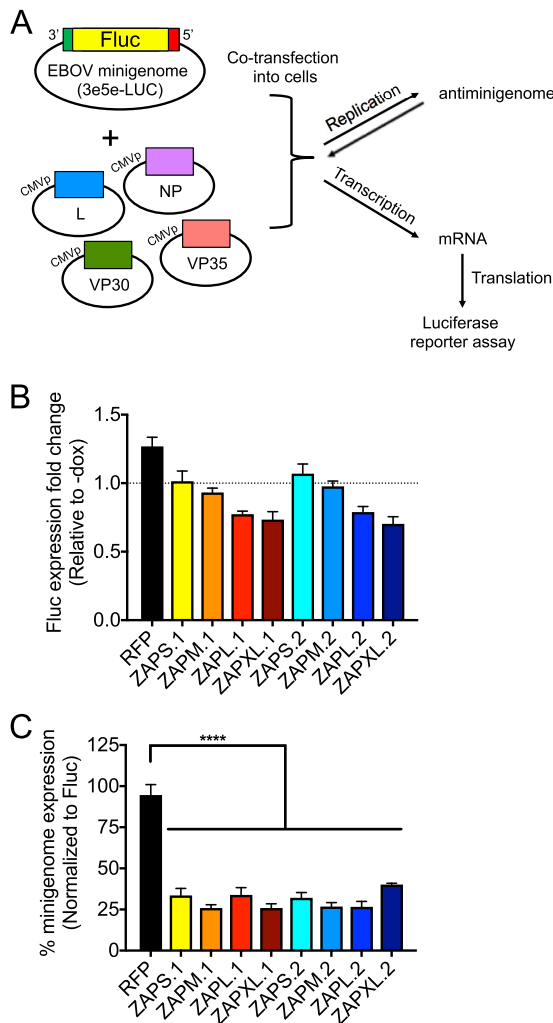 A
3’
Fluc
5’
EBOV minigenome
(3e5e-LUC)
+
CMVp
L
CMVp
NP
CMVp
VP30
CMVp
VP35
Co-transfection
into cells
Replication
antiminigenome
Transcription
mRNA
Translation
Luciferase
reporter assay
B
Fluc expression fold change
(Relative to -dox)
1.5
1.0
0.5
0.0
RFP
ZAPS.1
ZAPM.1
ZAPL.1
ZAPXL.1
ZAPS.2
ZAPM.2
ZAPL.2
ZAPXL.2
C
% minigenome expression
(Normalized to Fluc)
125
100
75
50
25
0
****
RFP
ZAPS.1
ZAPM.1
ZAPL.1
ZAPXL.1
ZAPS.2
ZAPM.2
ZAPL.2
ZAPXL.2